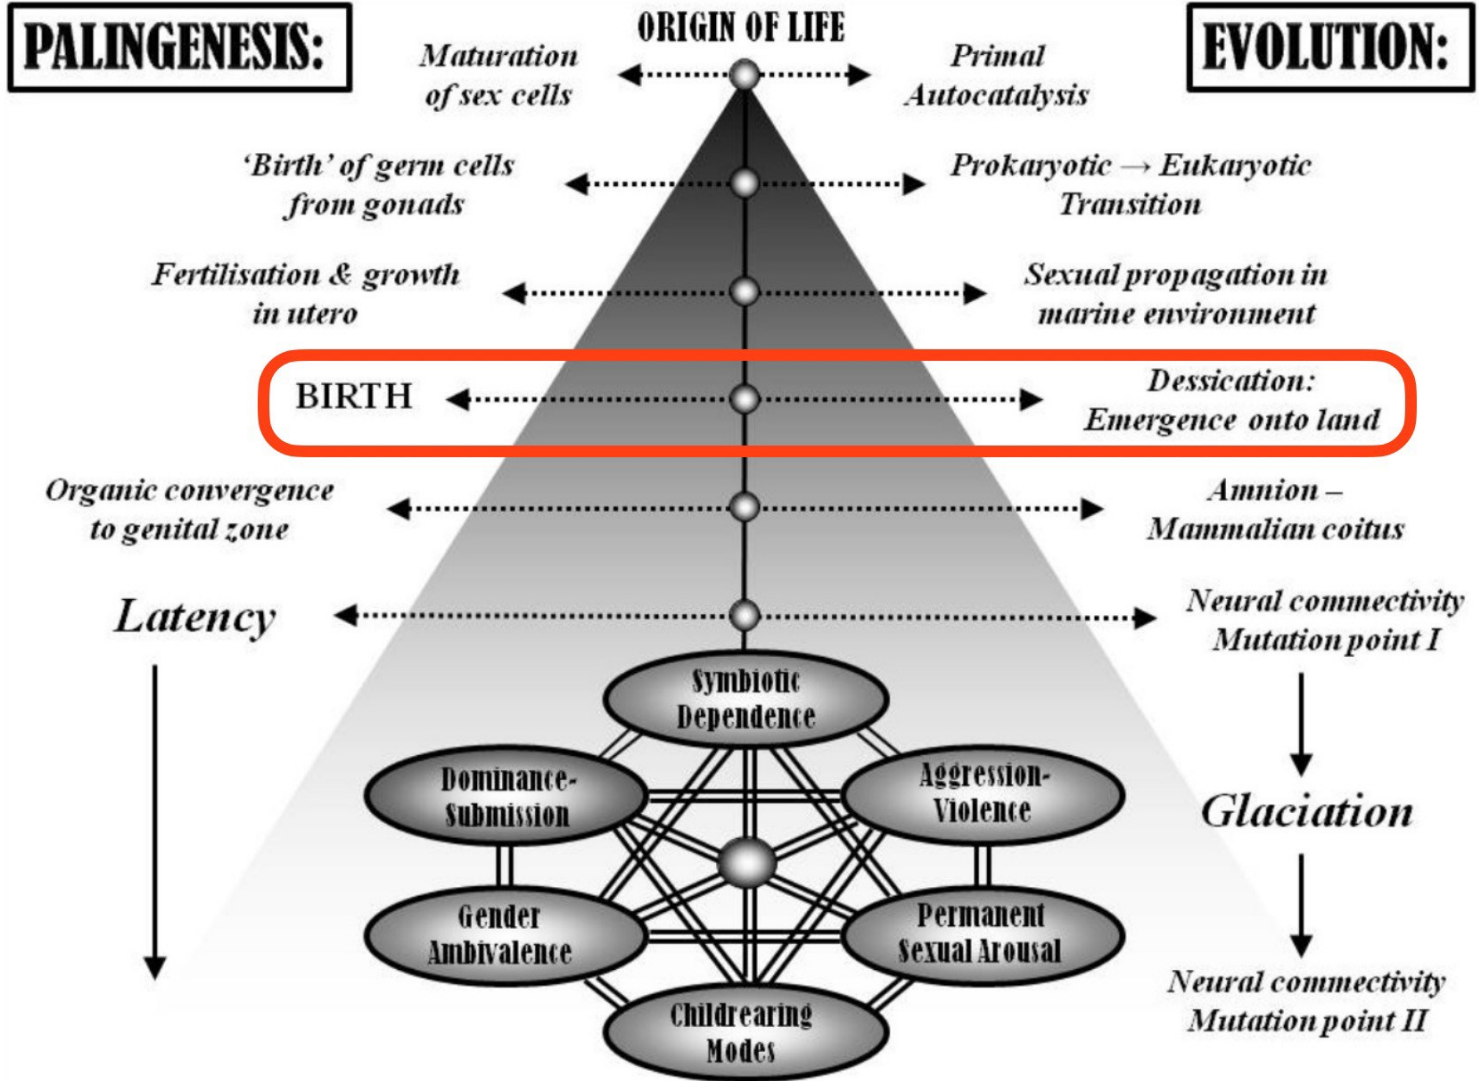 PALINGENESIS:
ORIGIN OF LIFE
EVOLUTION:
Maturation
of sex cells
Primal
Autocatalysis
‘Birth’ of germ cells
from gonads
Prokaryotic → Eukaryotic
Transition
Fertilisation & growth
in utero
Sexual propagation in
marine environment
BIRTH
Dessication:
Emergence onto land
Organic convergence
to genital zone
Amnion –
Mammalian coitus
Latency
Neural commectivity
Mutation point I
Symbiotic
Dependence
Dominance-
Submission
Aggression-
Violence
Glaciation
Gender
Ambivalence
Permanent
Sexual Arousal
Childrearing
Modes
Neural commectivity
Mutation point II